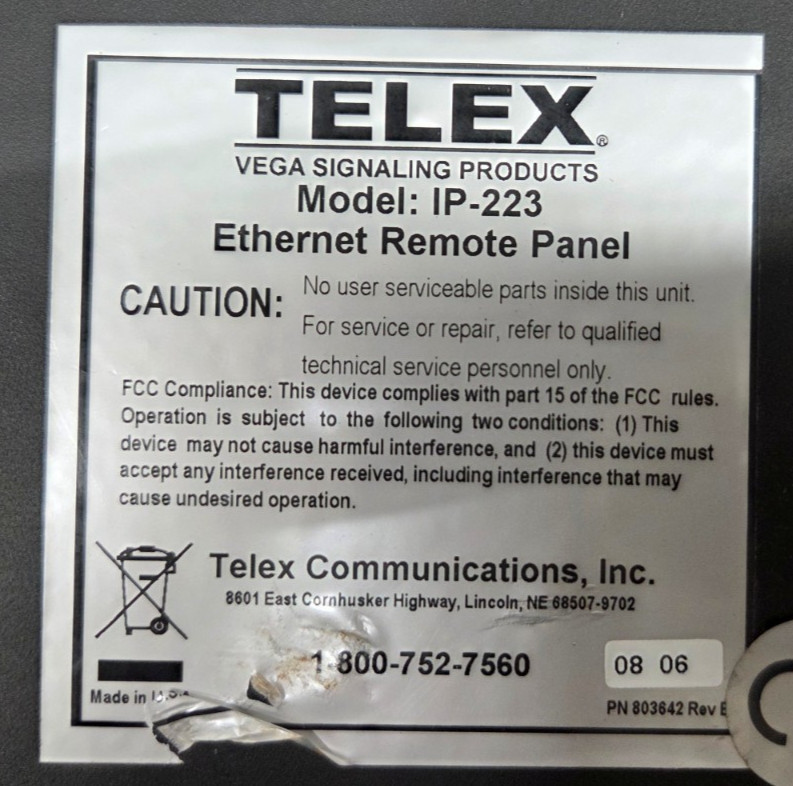 TELEX®
VEGA SIGNALING PRODUCTS
Model: IP-223
Ethernet Remote Panel
CAUTION: No user serviceable parts inside this unit.
For service or repair, refer to qualified
technical service personnel only.
FCC Compliance: This device complies with part 15 of the FCC rules.
Operation is subject to the following two conditions: (1) This
device may not cause harmful interference, and (2) this device must
accept any interference received, including interference that may
cause undesired operation.
Telex Communications, Inc.
8601 East Cornhusker Highway, Lincoln, NE 68507-9702
1-800-752-7560
08 06
Made in
PN 803642 Rev